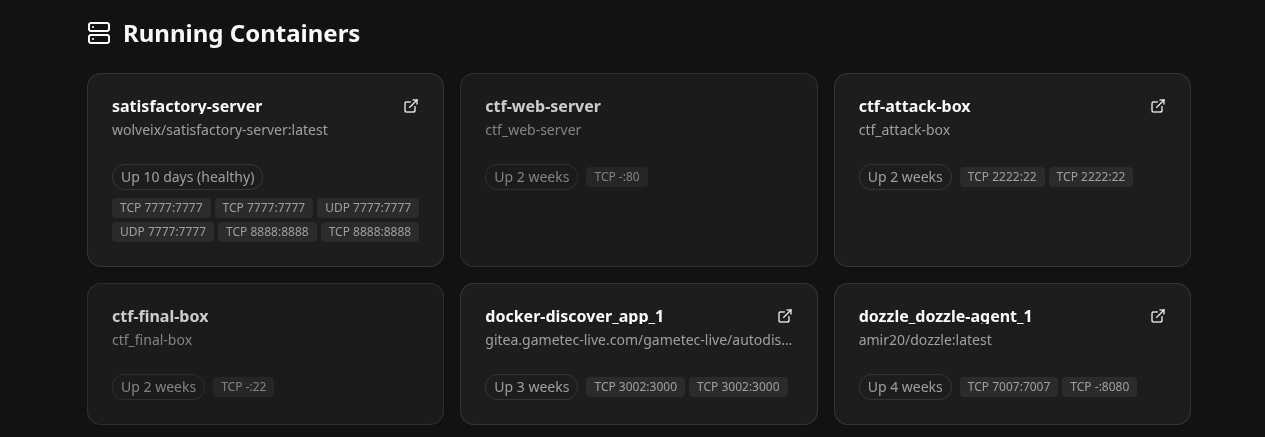 Running Containers
satisfactory-server
wolveix/satisfactory-server:latest
Up 10 days (healthy)
TCP 7777:7777 TCP 7777:7777 UDP 7777:7777
UDP 7777:7777 TCP 8888:8888 TCP 8888:8888
ctf-web-server
ctf_web-server
Up 2 weeks TCP -:80
ctf-attack-box
ctf_attack-box
Up 2 weeks TCP 2222:22 TCP 2222:22
ctf-final-box
ctf_final-box
Up 2 weeks TCP -:22
docker-discover_app_1
gitea.gametec-live.com/gametec-live/autodis...
Up 3 weeks TCP 3002:3000 TCP 3002:3000
dozzle_dozzle-agent_1
amir20/dozzle:latest
Up 4 weeks TCP 7007:7007 TCP -:8080